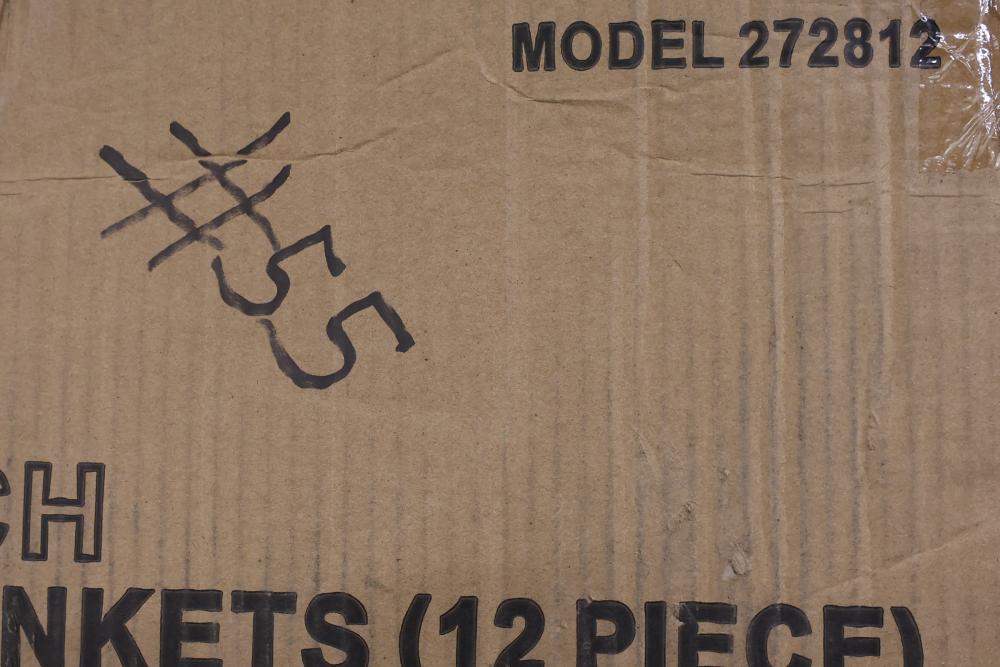 MODEL 272812
#55
CH
NKETS (12 PIECE)